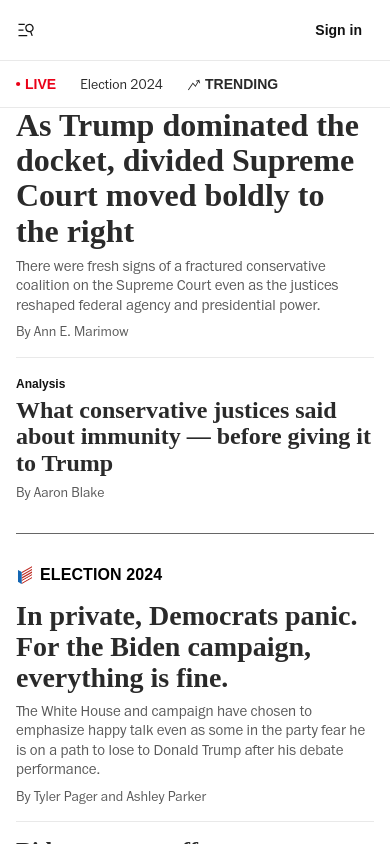 Sign in
LIVE
Election 2024
TRENDING
As Trump dominated the
docket, divided Supreme
Court moved boldly to
the right
There were fresh signs of a fractured conservative
coalition on the Supreme Court even as the justices
reshaped federal agency and presidential power.
By Ann E. Marimow
Analysis
What conservative justices said
about immunity — before giving it
to Trump
By Aaron Blake
ELECTION 2024
In private, Democrats panic.
For the Biden campaign,
everything is fine.
The White House and campaign have chosen to
emphasize happy talk even as some in the party fear he
is on a path to lose to Donald Trump after his debate
performance.
By Tyler Pager and Ashley Parker